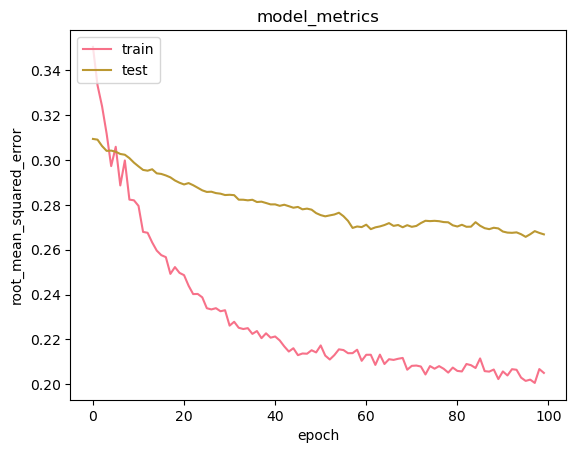 model_metrics
train
test
root_mean_squared_error
0.34
0.32
0.30
0.28
0.26
0.24
0.22
0.20
0 20 40 60 80 100
epoch